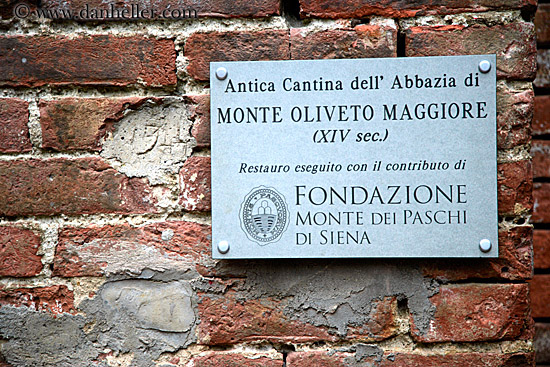 © www.danheller.com
Antica Cantina dell' Abbazia di
MONTE OLIVETO MAGGIORE
(XIV sec.)
Restauro eseguito con il contributo di
FONDAZIONE
MONTE DEI PASCHI
DI SIENA